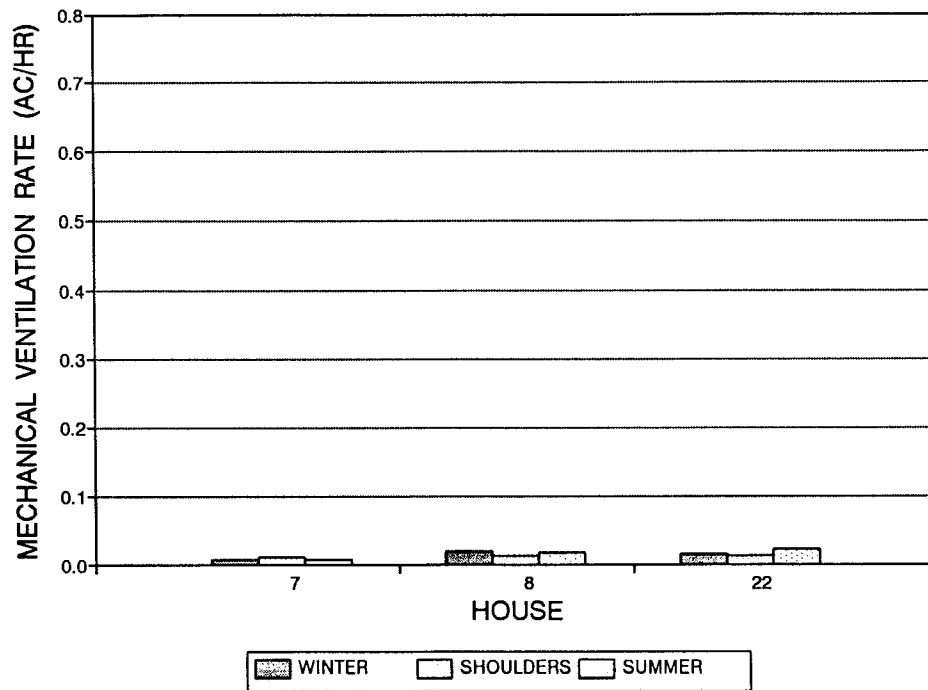 MECHANICAL VENTILATION RATE (AC/HR)
0.8
0.7
0.6
0.5
0.4
0.3
0.2
0.1
0.0
7 8 22
HOUSE
WINTER SHOULDERS SUMMER